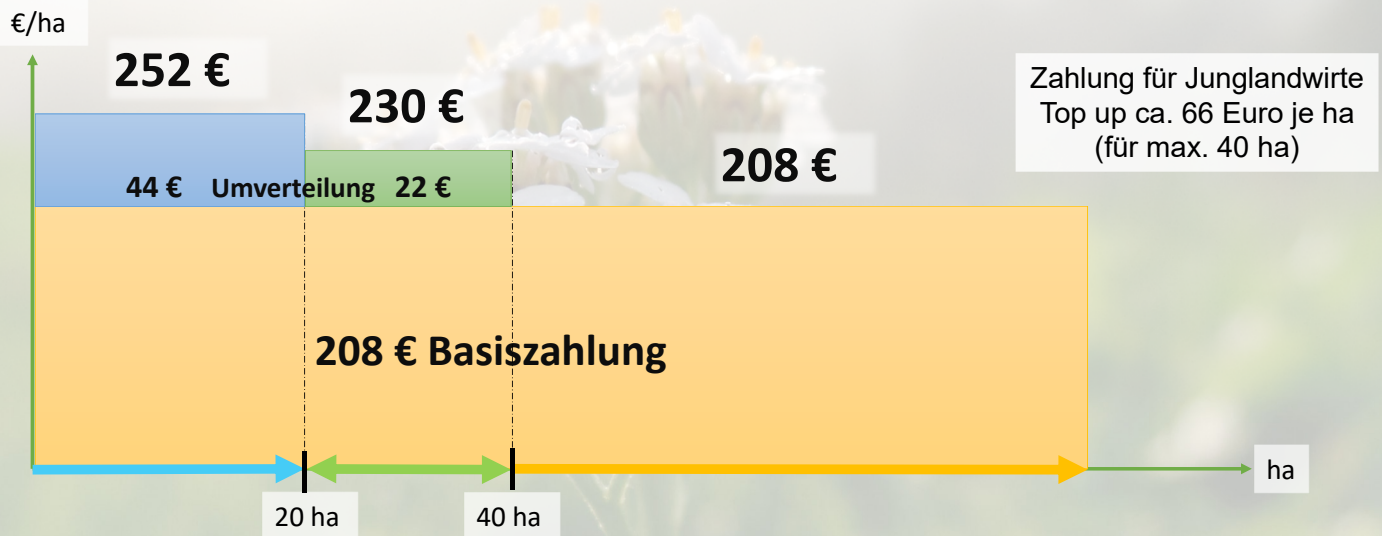 €/ha
252 €
230 €
208 €
Zahlung für Junglandwirte
Top up ca. 66 Euro je ha
(für max. 40 ha)
44 € Umverteilung 22 €
208 € Basiszahlung
20 ha
40 ha
ha